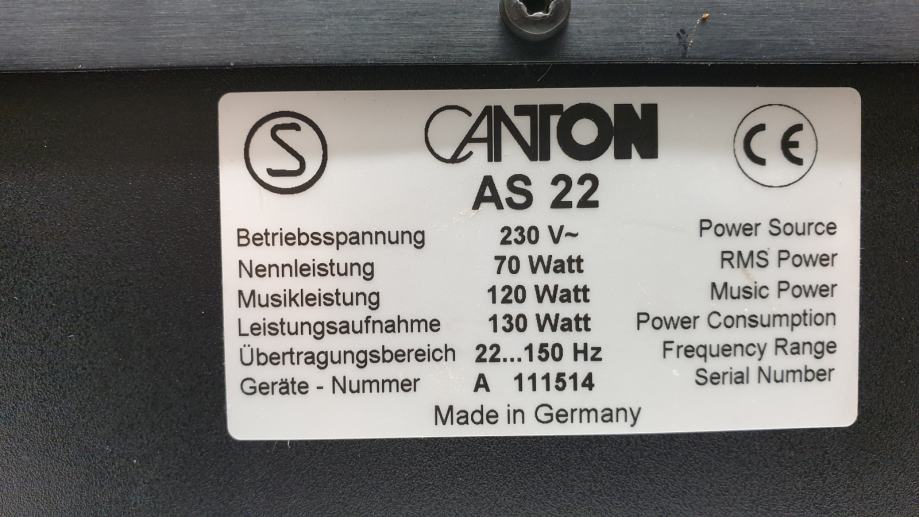 S CANTON CE
AS 22
Betriebsspannung 230 V~ Power Source
Nennleistung 70 Watt RMS Power
Musikleistung 120 Watt Music Power
Leistungsaufnahme 130 Watt Power Consumption
Übertragungsbereich 22...150 Hz Frequency Range
Geräte - Nummer A 111514 Serial Number
Made in Germany